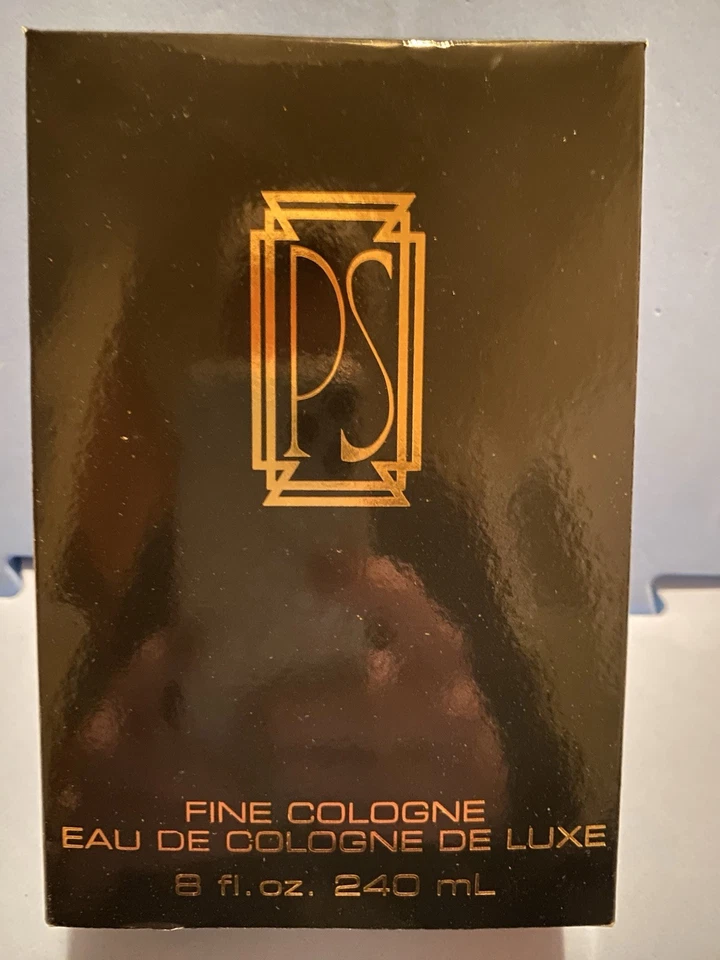 PS
FINE COLOGNE
EAU DE COLOGNE DE LUXE
8 fl.oz. 240 mL